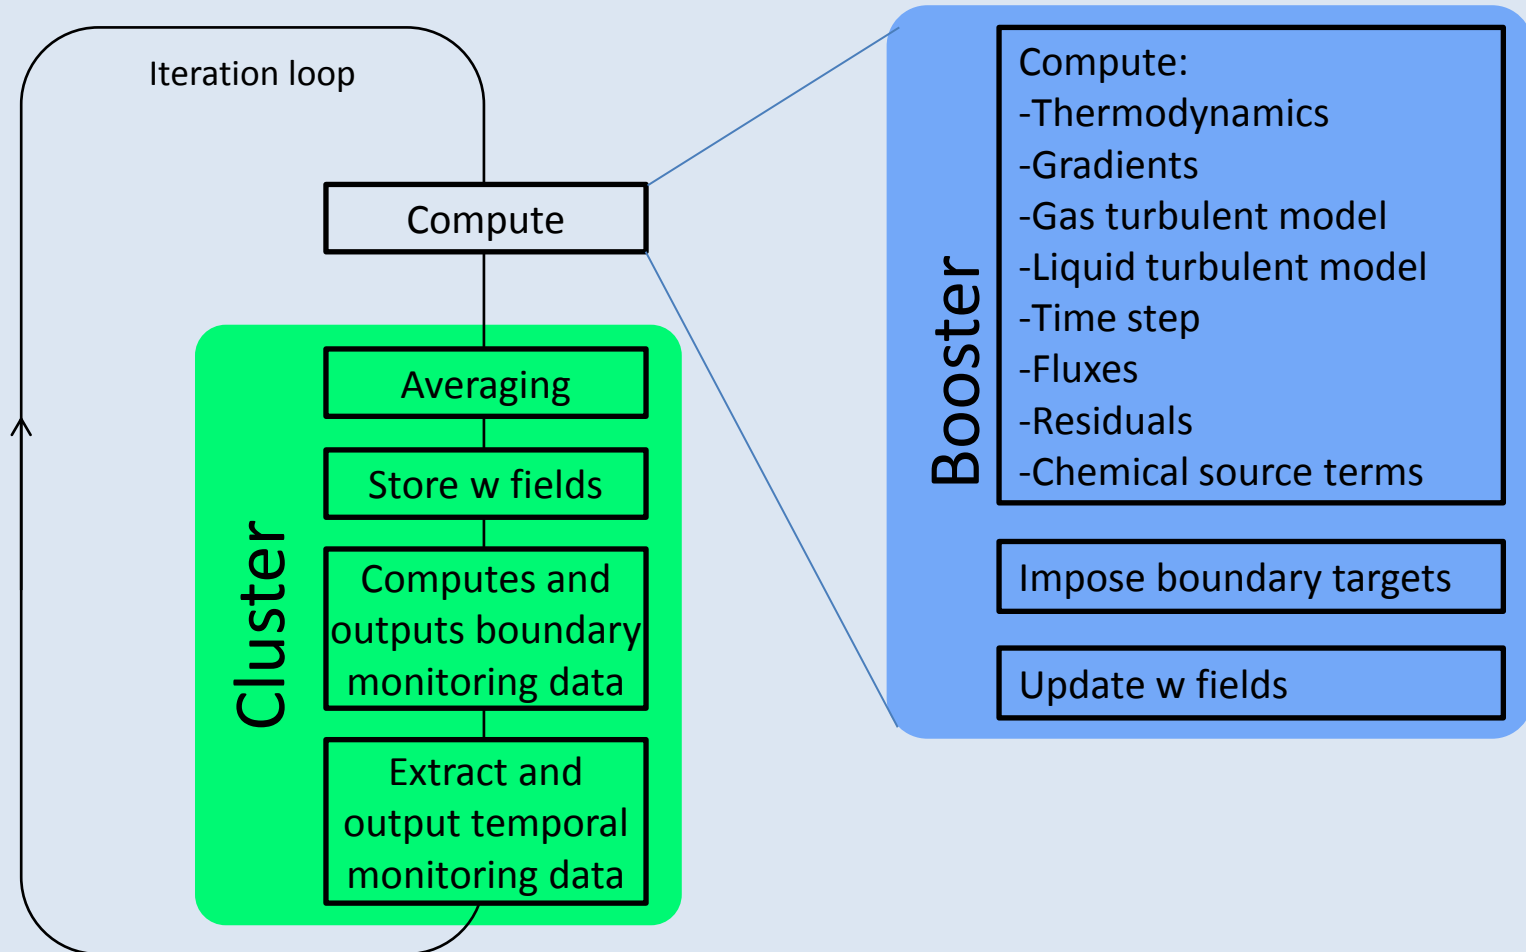 Iteration loop
Compute
Cluster
Averaging
Store w fields
Computes and
outputs boundary
monitoring data
Extract and
output temporal
monitoring data
Booster
Compute:
-Thermodynamics
-Gradients
-Gas turbulent model
-Liquid turbulent model
-Time step
-Fluxes
-Residuals
-Chemical source terms
Impose boundary targets
Update w fields